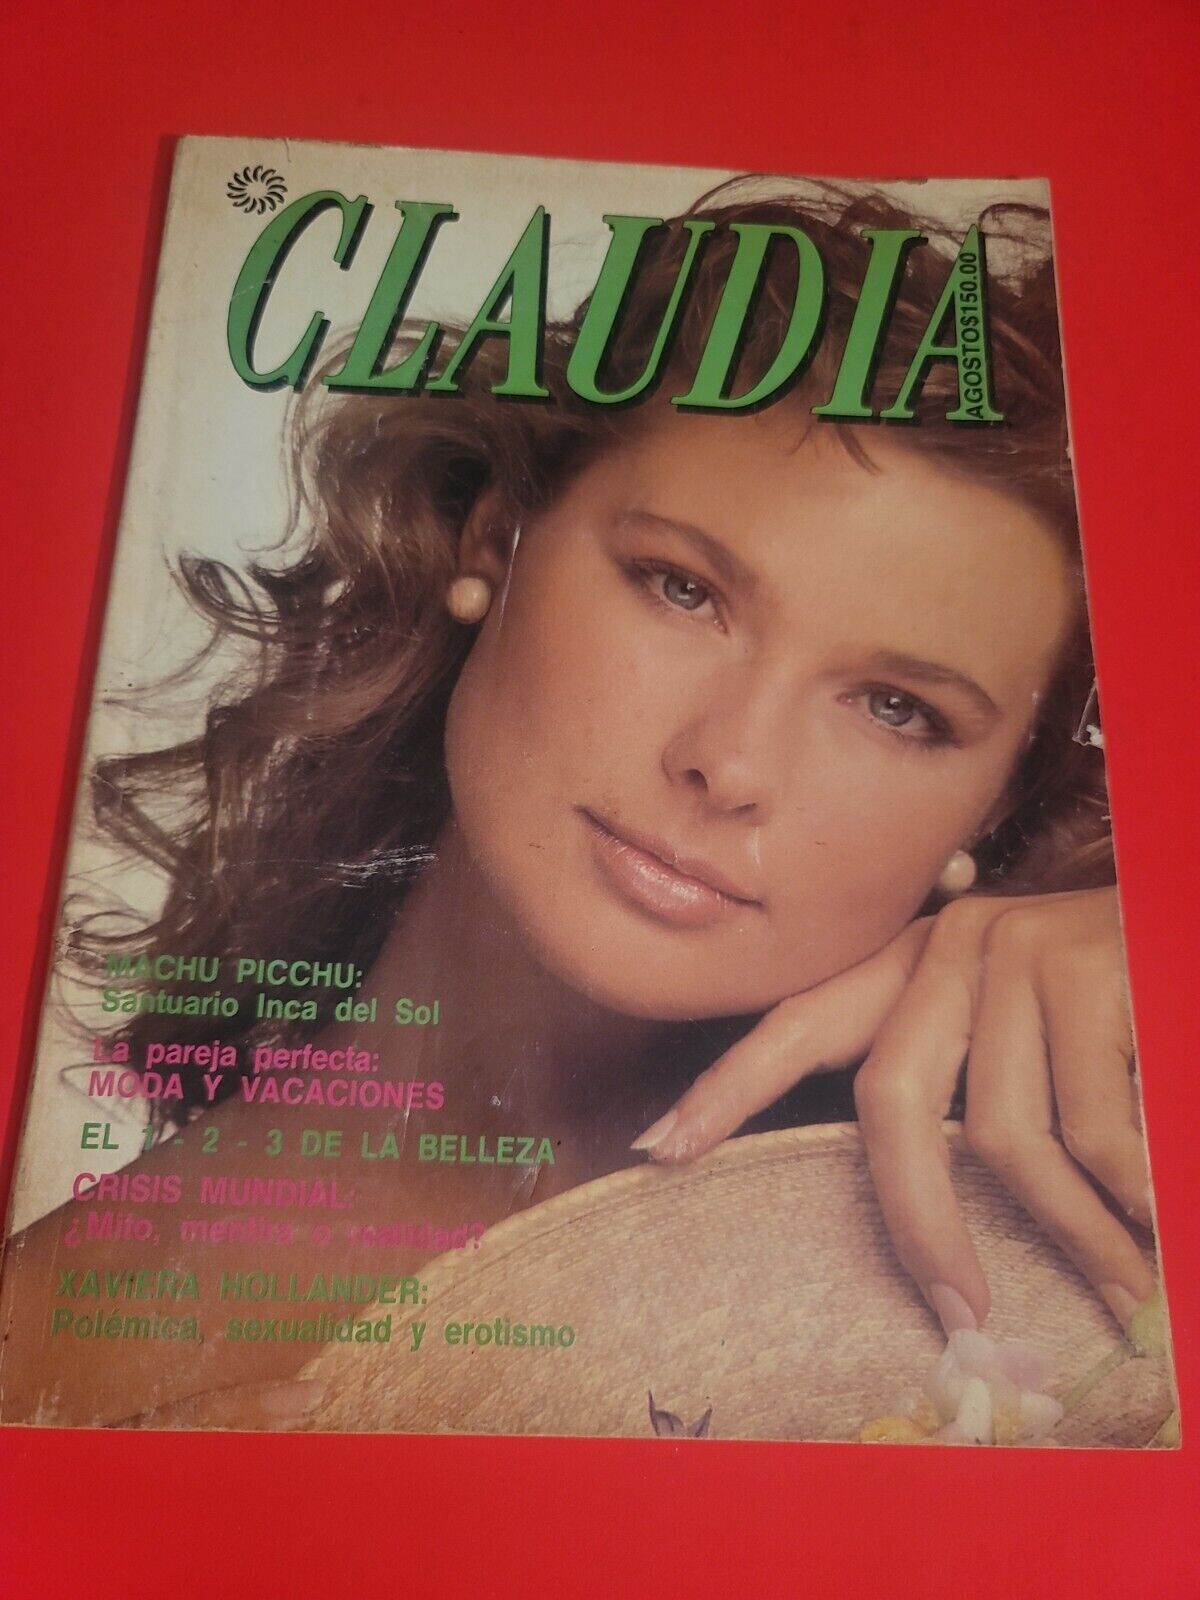 CLAUDIA
AGOSTO$150.00
MACHU PICCHU:
Santuario Inca del Sol
La pareja perfecta:
MODA Y VACACIONES
EL 1 - 2 - 3 DE LA BELLEZA
CRISIS MUNDIAL:
¿Mito, mentira o realidad?
XAVIERA HOLLANDER:
Polémica, sexualidad y erotismo